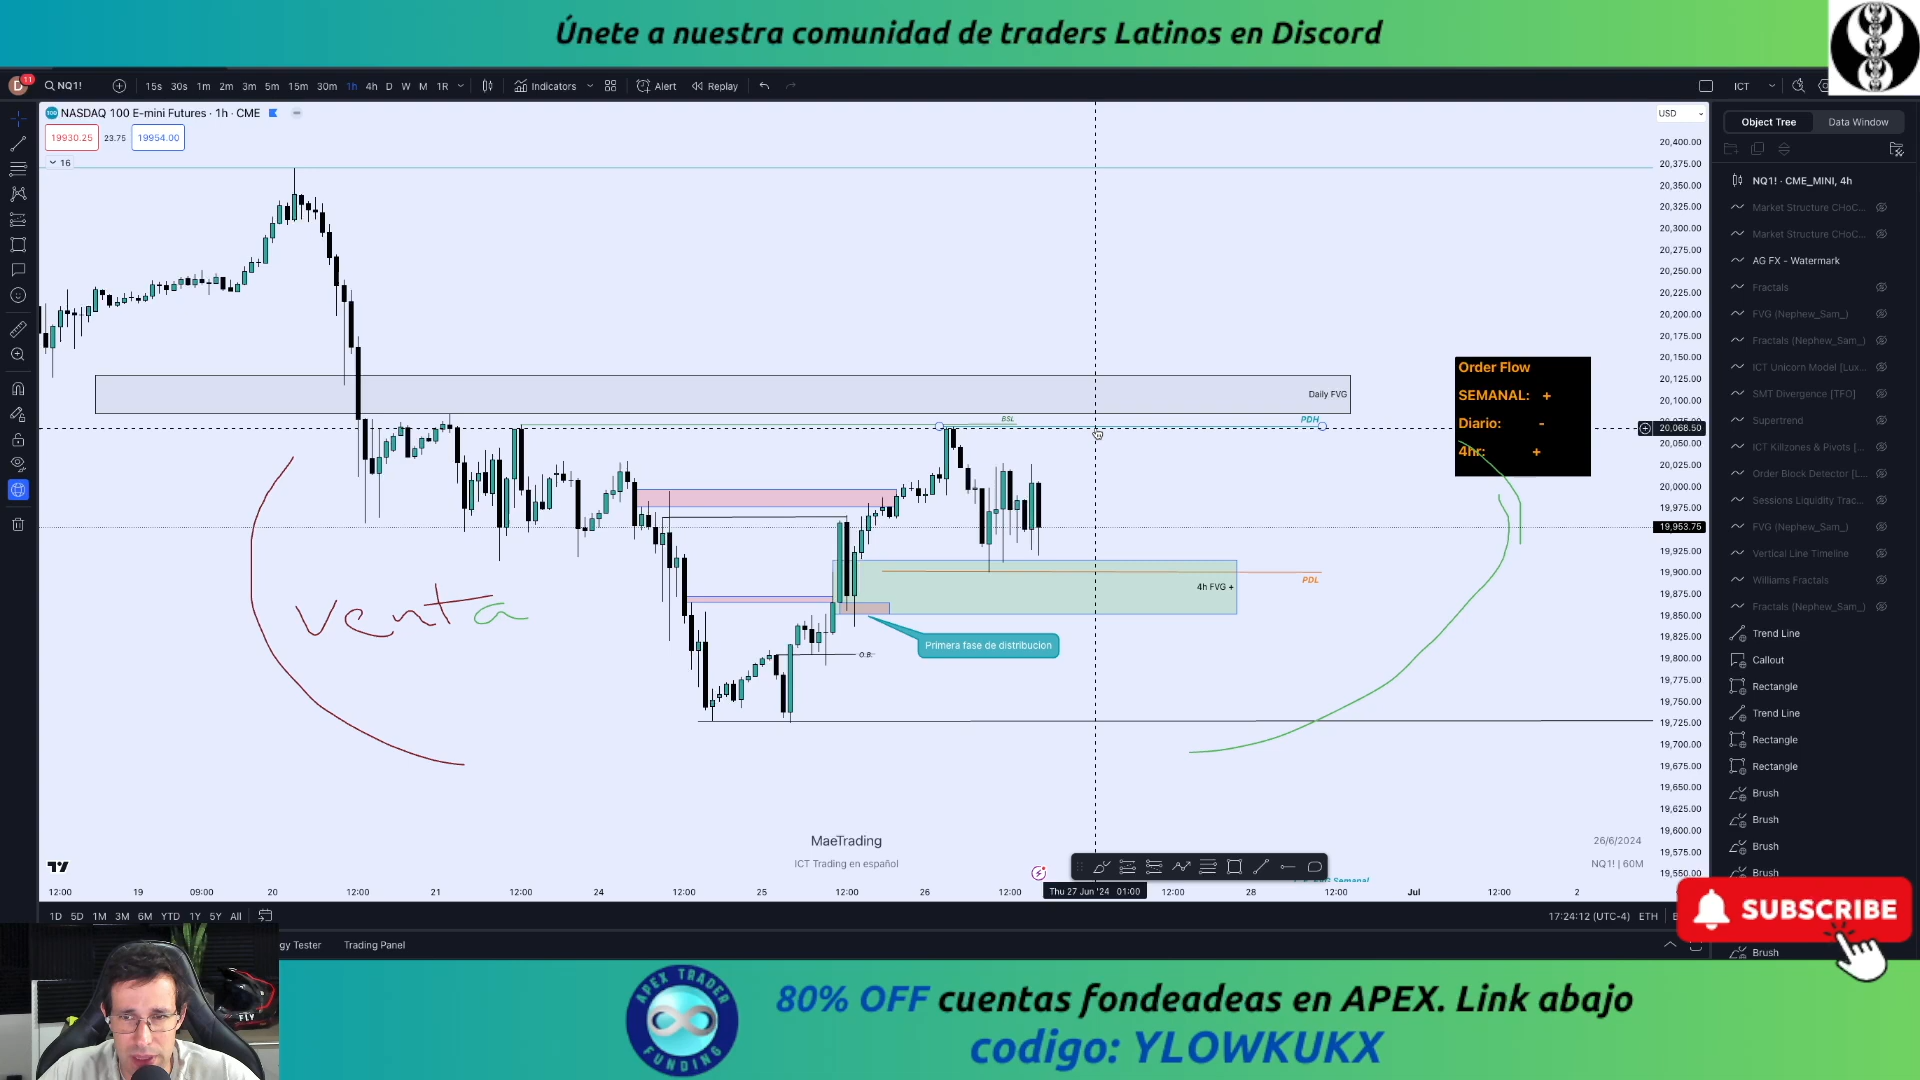 Únete a nuestra comunidad de traders Latinos en Discord
D 11 NQ1! 15s 30s 1m 2m 3m 5m 15m 30m 1h 4h D W M 1R Indicators Alert Replay ICT
NASDAQ 100 E-mini Futures · 1h · CME
19930.25 23.75 19954.00
16
USD
Object Tree Data Window
20,400.00
20,375.00
20,350.00
20,325.00
20,300.00
20,275.00
20,250.00
20,225.00
20,200.00
20,175.00
20,150.00
20,125.00
20,100.00
20,068.50
20,050.00
20,025.00
20,000.00
19,975.00
19,953.75
19,925.00
19,900.00
19,875.00
19,850.00
19,825.00
19,800.00
19,775.00
19,750.00
19,725.00
19,700.00
19,675.00
19,650.00
19,625.00
19,600.00
19,575.00
19,550.00
NQ1! · CME_MINI, 4h
Market Structure CHoC...
Market Structure CHoC...
AG FX - Watermark
Fractals
FVG (Nephew_Sam_)
Fractals (Nephew_Sam_)
ICT Unicorn Model [Lux...
SMT Divergence [TFO]
Supertrend
ICT Killzones & Pivots [...
Order Block Detector [L...
Sessions Liquidity Trac...
FVG (Nephew_Sam_)
Vertical Line Timeline
Williams Fractals
Fractals (Nephew_Sam_)
Trend Line
Callout
Rectangle
Trend Line
Rectangle
Rectangle
Brush
Brush
Brush
Brush
Brush
Daily FVG
BSL
PDH
Order Flow
SEMANAL: +
Diario: -
4hr: +
venta
PDL
4h FVG +
Primera fase de distribucion
O.B.
MaeTrading
ICT Trading en español
26/6/2024
NQ1! | 60M
12:00 19 09:00 20 12:00 21 12:00 24 12:00 25 12:00 26 12:00 Thu 27 Jun '24 01:00 12:00 28 12:00 Jul 12:00 2
1D 5D 1M 3M 6M YTD 1Y 5Y All
17:24:12 (UTC-4) ETH
SUBSCRIBE
gy Tester Trading Panel
FLY
APEX TRADER
FUNDING
80% OFF cuentas fondeadeas en APEX. Link abajo
codigo: YLOWKUKX